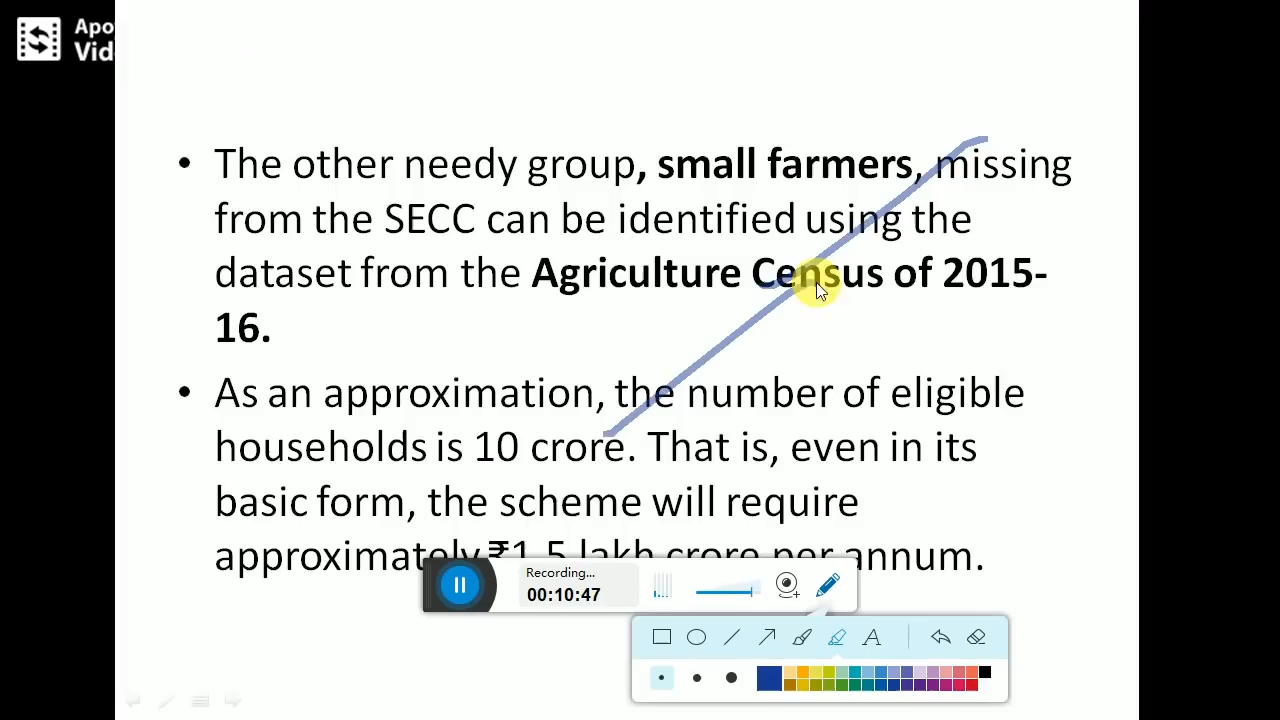 Apo
Vid
• The other needy group, small farmers, missing
from the SECC can be identified using the
dataset from the Agriculture Census of 2015-
16.
• As an approximation, the number of eligible
households is 10 crore. That is, even in its
basic form, the scheme will require
approximately ₹1.5 lakh crore per annum.
Recording...
00:10:47
A